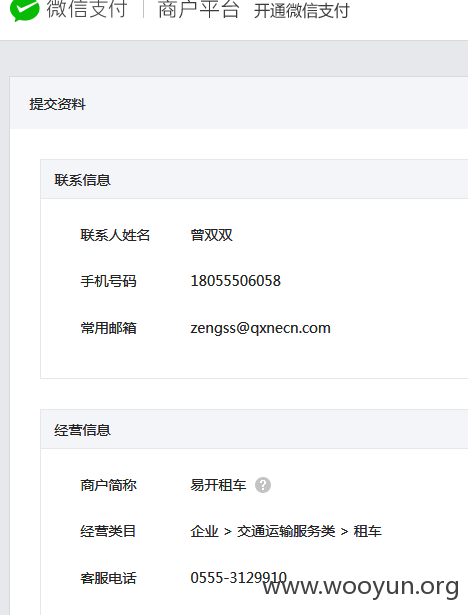 微信支付 商户平台 开通微信支付
提交资料
联系信息
联系人姓名 曾双双
手机号码 18055506058
常用邮箱 zengss@qxnecn.com
经营信息
商户简称 易开租车 ?
经营类目 企业 > 交通运输服务类 > 租车
客服电话 0555-3129910
www.wooyun.org